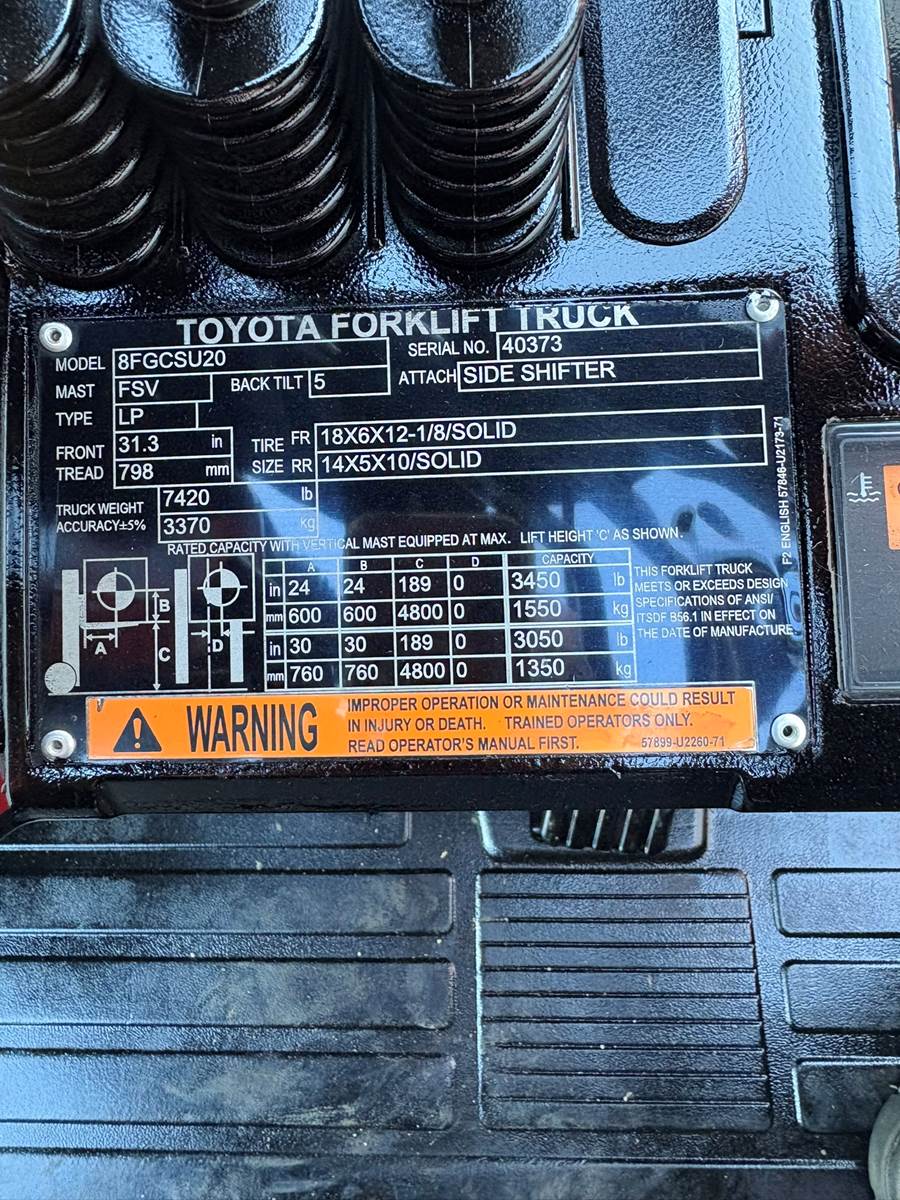 TOYOTA FORKLIFT TRUCK
MODEL 8FGCSU20 SERIAL NO. 40373
MAST FSV BACK TILT 5 ATTACH SIDE SHIFTER
TYPE LP
FRONT TREAD 31.3 in
798 mm
TIRE SIZE FR 18X6X12-1/8/SOLID
RR 14X5X10/SOLID
TRUCK WEIGHT 7420 lb
ACCURACY±5% 3370 kg
RATED CAPACITY WITH VERTICAL MAST EQUIPPED AT MAX. LIFT HEIGHT 'C' AS SHOWN.
A B C D CAPACITY
in 24 24 189 0 3450 lb
mm 600 600 4800 0 1550 kg
in 30 30 189 0 3050 lb
mm 760 760 4800 0 1350 kg
A B C D
THIS FORKLIFT TRUCK
MEETS OR EXCEEDS DESIGN
SPECIFICATIONS OF ANSI/
ITSDF B56.1 IN EFFECT ON
THE DATE OF MANUFACTURE.
F2 ENGLISH 57846-U2173-71
WARNING
IMPROPER OPERATION OR MAINTENANCE COULD RESULT
IN INJURY OR DEATH. TRAINED OPERATORS ONLY.
READ OPERATOR'S MANUAL FIRST. 57899-U2260-71